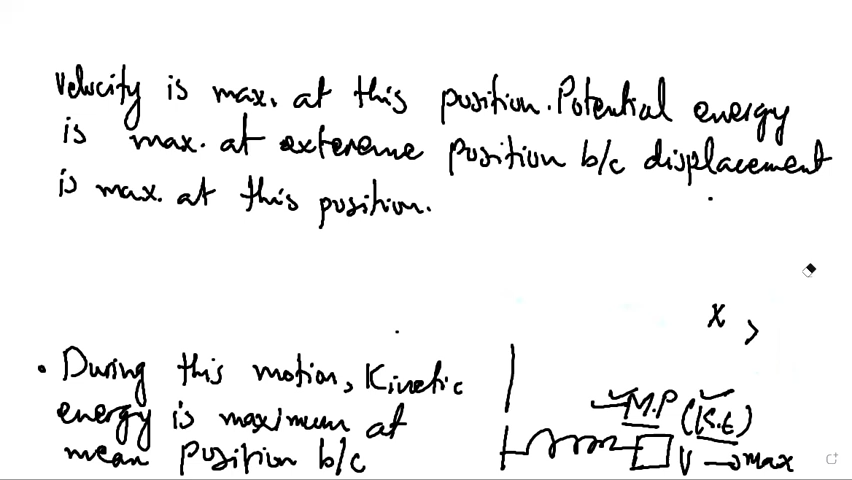 Velocity is max. at this position. Potential energy
is max. at extereme position b/c displacement
is max. at this position.
x >
• During this motion, Kinetic
energy is maximum at
mean position b/c
M.P (K.E)
V → max